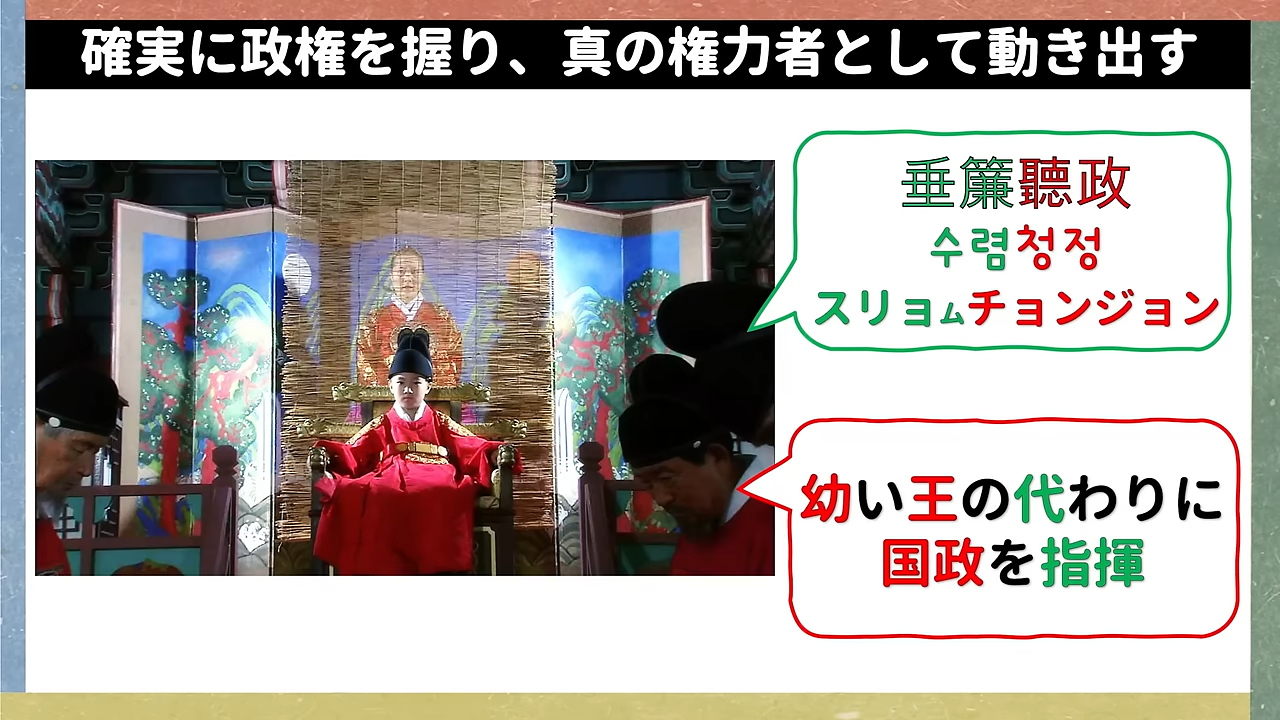 確実に政権を握り、真の権力者として動き出す
垂簾聽政
수렴청정
スリョムチョンジョン
幼い王の代わりに
国政を指揮